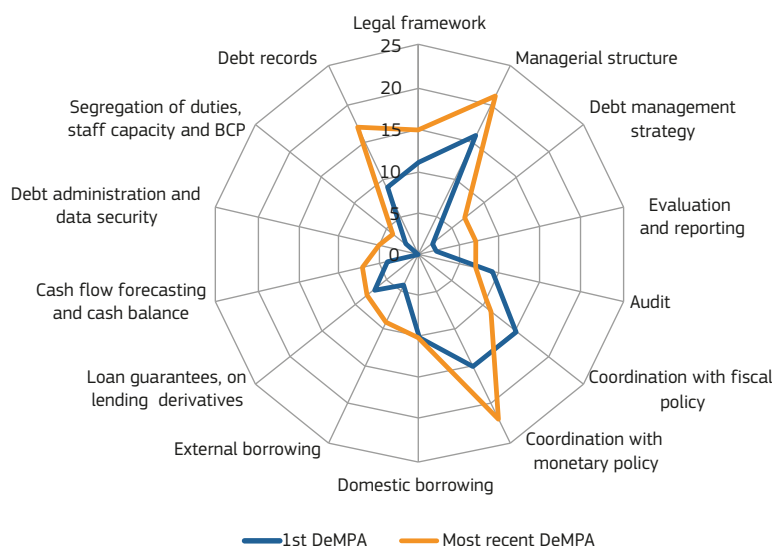 Legal framework
Managerial structure
Debt management
strategy
Evaluation
and reporting
Audit
Coordination with fiscal
policy
Coordination with
monetary policy
Domestic borrowing
External borrowing
Loan guarantees, on
lending derivatives
Cash flow forecasting
and cash balance
Debt administration and
data security
Segregation of duties,
staff capacity and BCP
Debt records
25
20
15
10
5
0
1st DeMPA
Most recent DeMPA